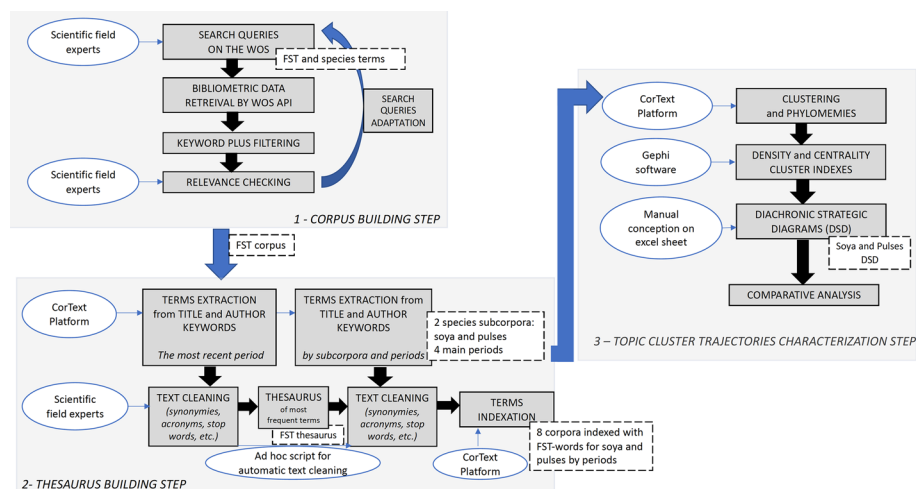 Scientific field
experts
SEARCH QUERIES
ON THE WOS
FST and species terms
BIBLIOMETRIC DATA
RETREIVAL BY WOS API
SEARCH
QUERIES
ADAPTATION
KEYWORD PLUS FILTERING
Scientific field
experts
RELEVANCE CHECKING
1 - CORPUS BUILDING STEP
FST corpus
CorText
Platform
TERMS EXTRACTION
from TITLE and AUTHOR
KEYWORDS
The most recent period
TERMS EXTRACTION from
TITLE and AUTHOR
KEYWORDS
by subcorpora and periods
2 species subcorpora:
soya and pulses
4 main periods
Scientific
field experts
TEXT CLEANING
(synonymies,
acronyms, stop
words, etc.)
THESAURUS
of most
frequent terms
FST thesaurus
TEXT CLEANING
(synonymies,
acronyms, stop
words, etc.)
TERMS
INDEXATION
8 corpora indexed with
FST-words for soya and
pulses by periods
Ad hoc script for
automatic text cleaning
CorText
Platform
2- THESAURUS BUILDING STEP
CorText
Platform
CLUSTERING
and PHYLOMEMIES
Gephi
software
DENSITY and CENTRALITY
CLUSTER INDEXES
Manual
conception on
excel sheet
DIACHRONIC STRATEGIC
DIAGRAMS (DSD)
Soya and Pulses
DSD
COMPARATIVE ANALYSIS
3 – TOPIC CLUSTER TRAJECTORIES CHARACTERIZATION STEP